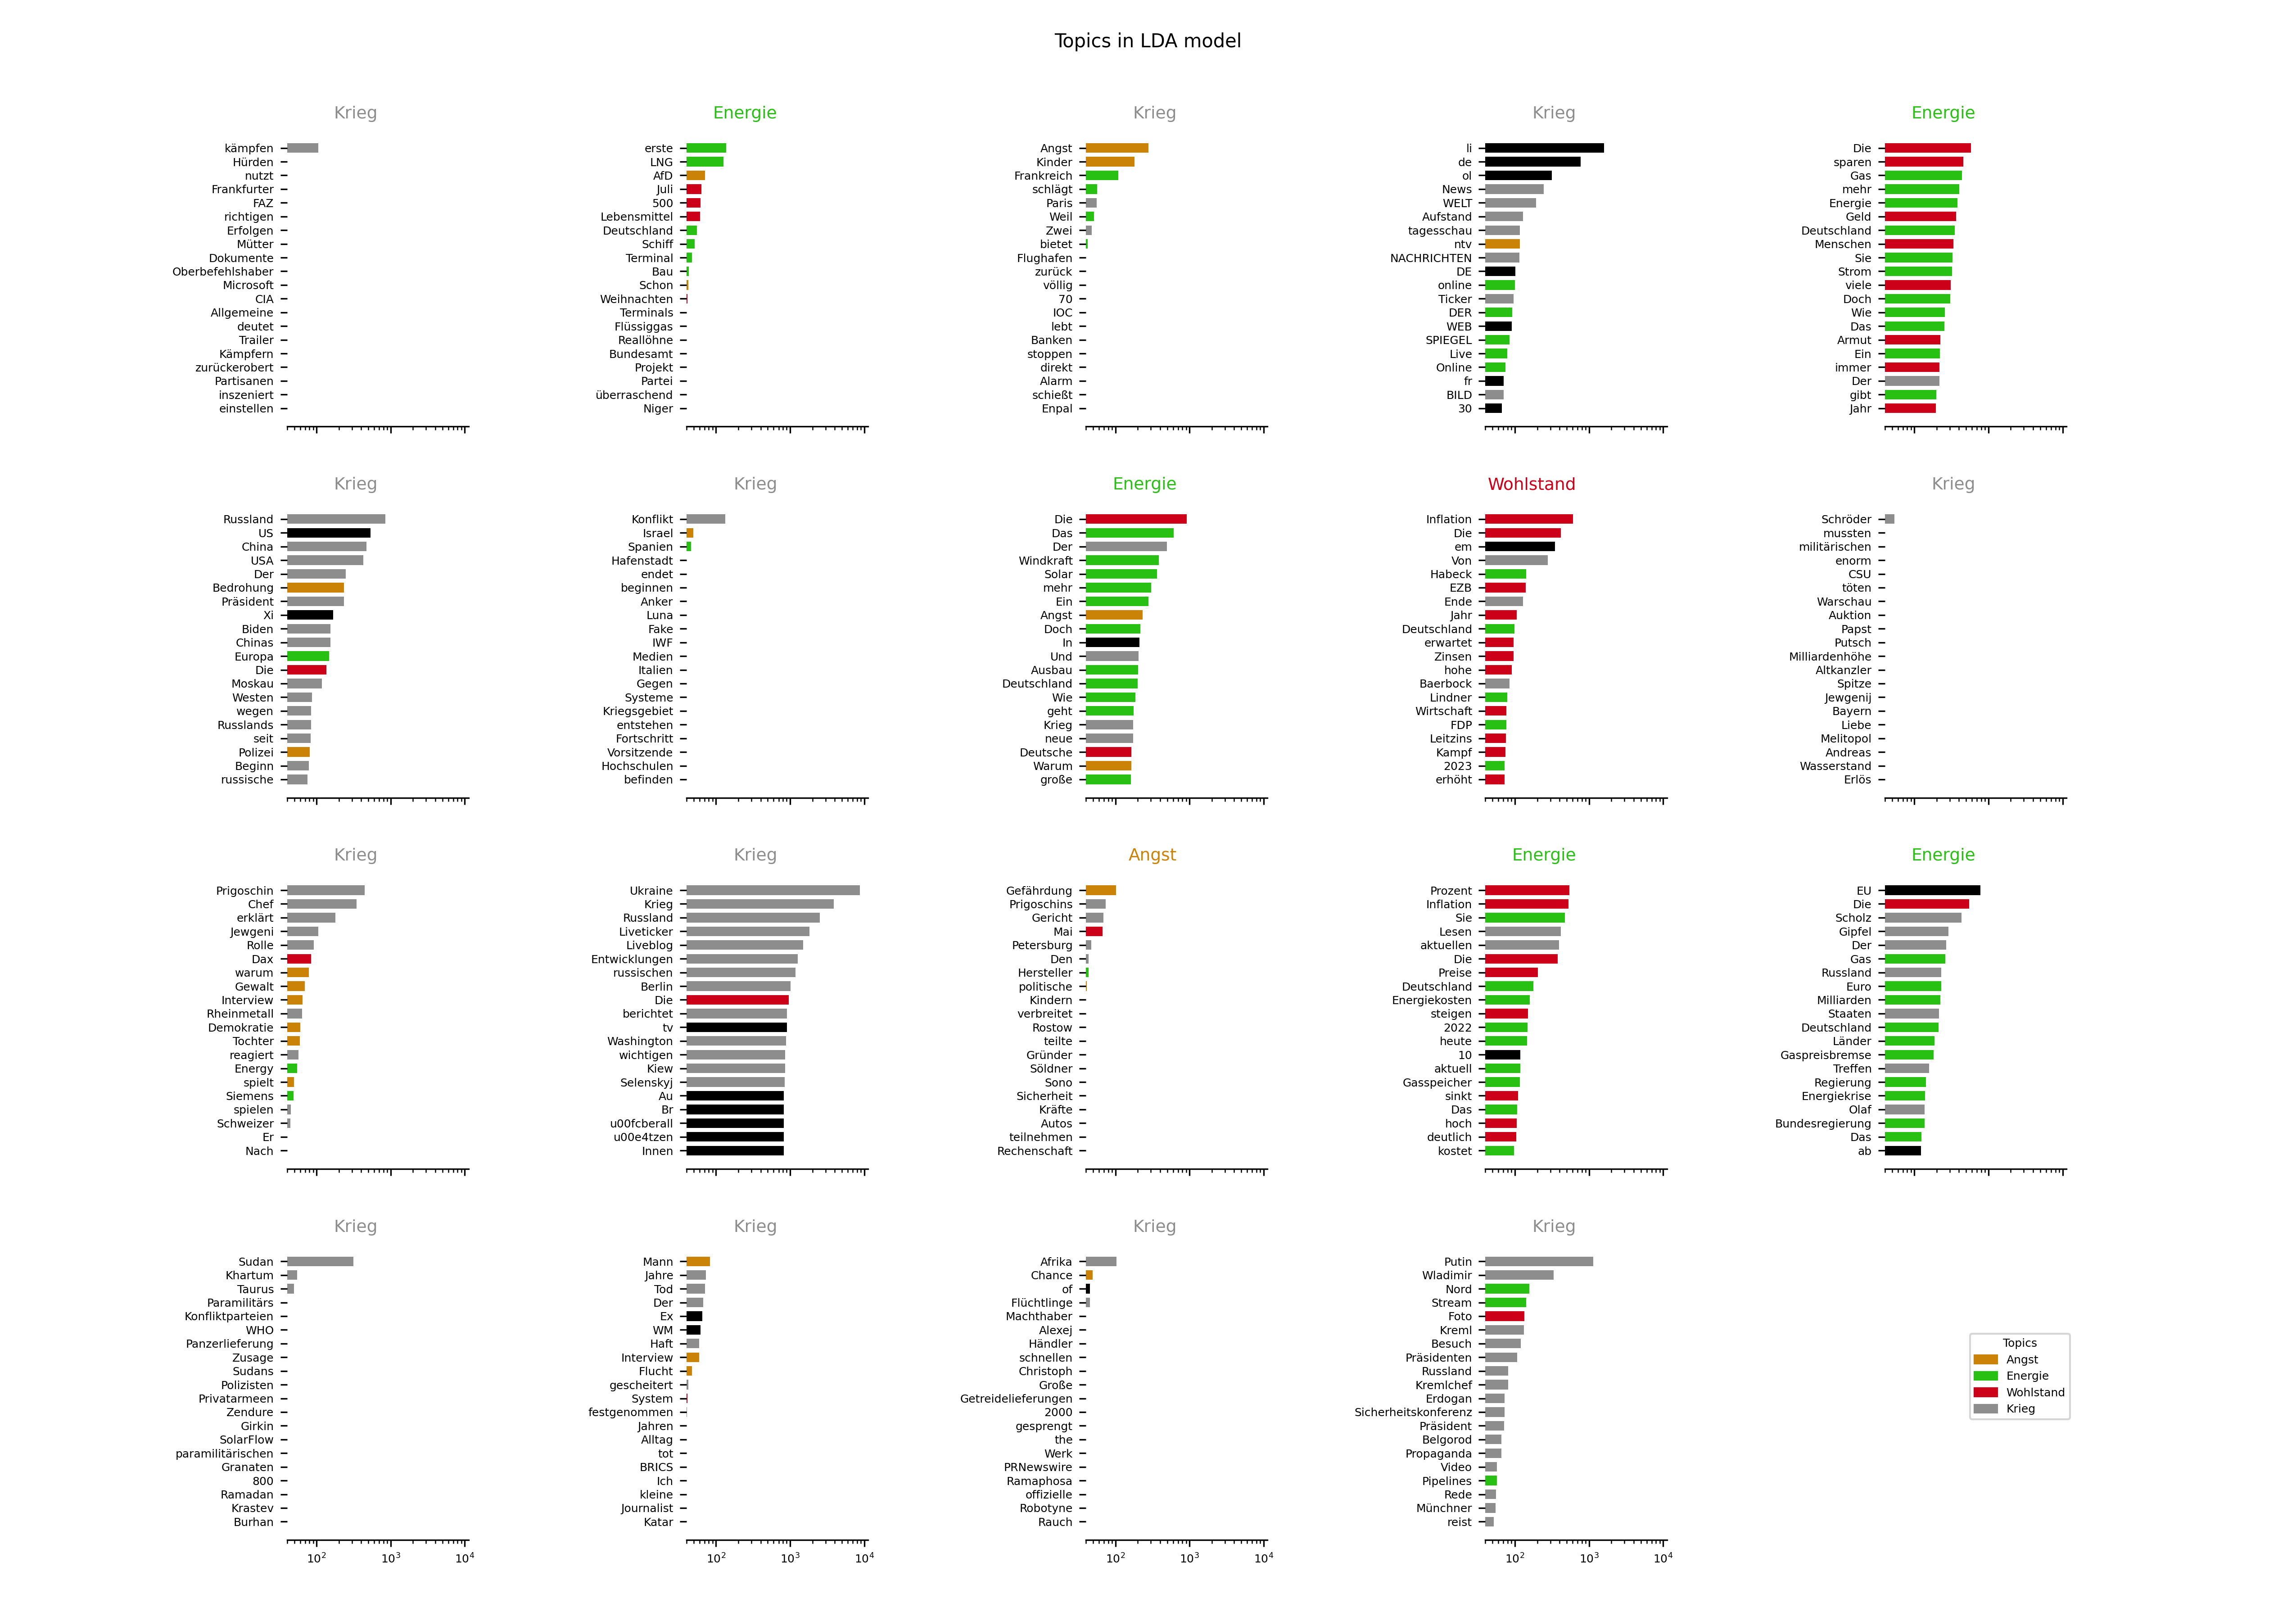 Topics in LDA model
Krieg
kämpfen
Hürden
nutzt
Frankfurter
FAZ
richtigen
Erfolgen
Mütter
Dokumente
Oberbefehlshaber
Microsoft
CIA
Allgemeine
deutet
Trailer
Kämpfern
zurückerobert
Partisanen
inszeniert
einstellen
Energie
erste
LNG
AfD
Juli
500
Lebensmittel
Deutschland
Schiff
Terminal
Bau
Schon
Weihnachten
Terminals
Flüssiggas
Reallöhne
Bundesamt
Projekt
Partei
überraschend
Niger
Krieg
Angst
Kinder
Frankreich
schlägt
Paris
Weil
Zwei
bietet
Flughafen
zurück
völlig
70
IOC
lebt
Banken
stoppen
direkt
Alarm
schießt
Enpal
Krieg
li
de
ol
News
WELT
Aufstand
tagesschau
ntv
NACHRICHTEN
DE
online
Ticker
DER
WEB
SPIEGEL
Live
Online
fr
BILD
30
Energie
Die
sparen
Gas
mehr
Energie
Geld
Deutschland
Menschen
Sie
Strom
viele
Doch
Wie
Das
Armut
Ein
immer
Der
gibt
Jahr
Krieg
Russland
US
China
USA
Der
Bedrohung
Präsident
Xi
Biden
Chinas
Europa
Die
Moskau
Westen
wegen
Russlands
seit
Polizei
Beginn
russische
Krieg
Konflikt
Israel
Spanien
Hafenstadt
endet
beginnen
Anker
Luna
Fake
IWF
Medien
Italien
Gegen
Systeme
Kriegsgebiet
entstehen
Fortschritt
Vorsitzende
Hochschulen
befinden
Energie
Die
Das
Der
Windkraft
Solar
mehr
Ein
Angst
Doch
In
Und
Ausbau
Deutschland
Wie
geht
Krieg
neue
Deutsche
Warum
große
Wohlstand
Inflation
Die
em
Von
Habeck
EZB
Ende
Jahr
Deutschland
erwartet
Zinsen
hohe
Baerbock
Lindner
Wirtschaft
FDP
Leitzins
Kampf
2023
erhöht
Krieg
Schröder
mussten
militärischen
enorm
CSU
töten
Warschau
Auktion
Papst
Putsch
Milliardenhöhe
Altkanzler
Spitze
Jewgenij
Bayern
Liebe
Melitopol
Andreas
Wasserstand
Erlös
Krieg
Prigoschin
Chef
erklärt
Jewgeni
Rolle
Dax
warum
Gewalt
Interview
Rheinmetall
Demokratie
Tochter
reagiert
Energy
spielt
Siemens
spielen
Schweizer
Er
Nach
Krieg
Ukraine
Krieg
Russland
Liveticker
Liveblog
Entwicklungen
russischen
Berlin
Die
berichtet
tv
Washington
wichtigen
Kiew
Selenskyj
Au
Br
u00fcberall
u00e4tzen
Innen
Angst
Gefährdung
Prigoschins
Gericht
Mai
Petersburg
Den
Hersteller
politische
Kindern
verbreitet
Rostow
teilte
Gründer
Söldner
Sono
Sicherheit
Kräfte
Autos
teilnehmen
Rechenschaft
Energie
Prozent
Inflation
Sie
Lesen
aktuellen
Die
Preise
Deutschland
Energiekosten
steigen
2022
heute
10
aktuell
Gasspeicher
sinkt
Das
hoch
deutlich
kostet
Energie
EU
Die
Scholz
Gipfel
Der
Gas
Russland
Euro
Milliarden
Staaten
Deutschland
Länder
Gaspreisbremse
Treffen
Regierung
Energiekrise
Olaf
Bundesregierung
Das
ab
Krieg
Sudan
Khartum
Taurus
Paramilitärs
Konfliktparteien
WHO
Panzerlieferung
Zusage
Sudans
Polizisten
Privatarmeen
Zendure
Girkin
SolarFlow
paramilitärischen
Granaten
800
Ramadan
Krastev
Burhan
10²
10³
10⁴
Krieg
Mann
Jahre
Tod
Der
Ex
WM
Haft
Interview
Flucht
gescheitert
System
festgenommen
Jahren
Alltag
tot
BRICS
Ich
kleine
Journalist
Katar
10²
10³
10⁴
Krieg
Afrika
Chance
of
Flüchtlinge
Machthaber
Alexej
Händler
schnellen
Christoph
Große
Getreidelieferungen
2000
gesprengt
the
Werk
PRNewswire
Ramaphosa
offizielle
Robotyne
Rauch
10²
10³
10⁴
Krieg
Putin
Wladimir
Nord
Stream
Foto
Kreml
Besuch
Präsidenten
Russland
Kremlchef
Erdogan
Sicherheitskonferenz
Präsident
Belgorod
Propaganda
Video
Pipelines
Rede
Münchner
reist
10²
10³
10⁴
Topics
Angst
Energie
Wohlstand
Krieg